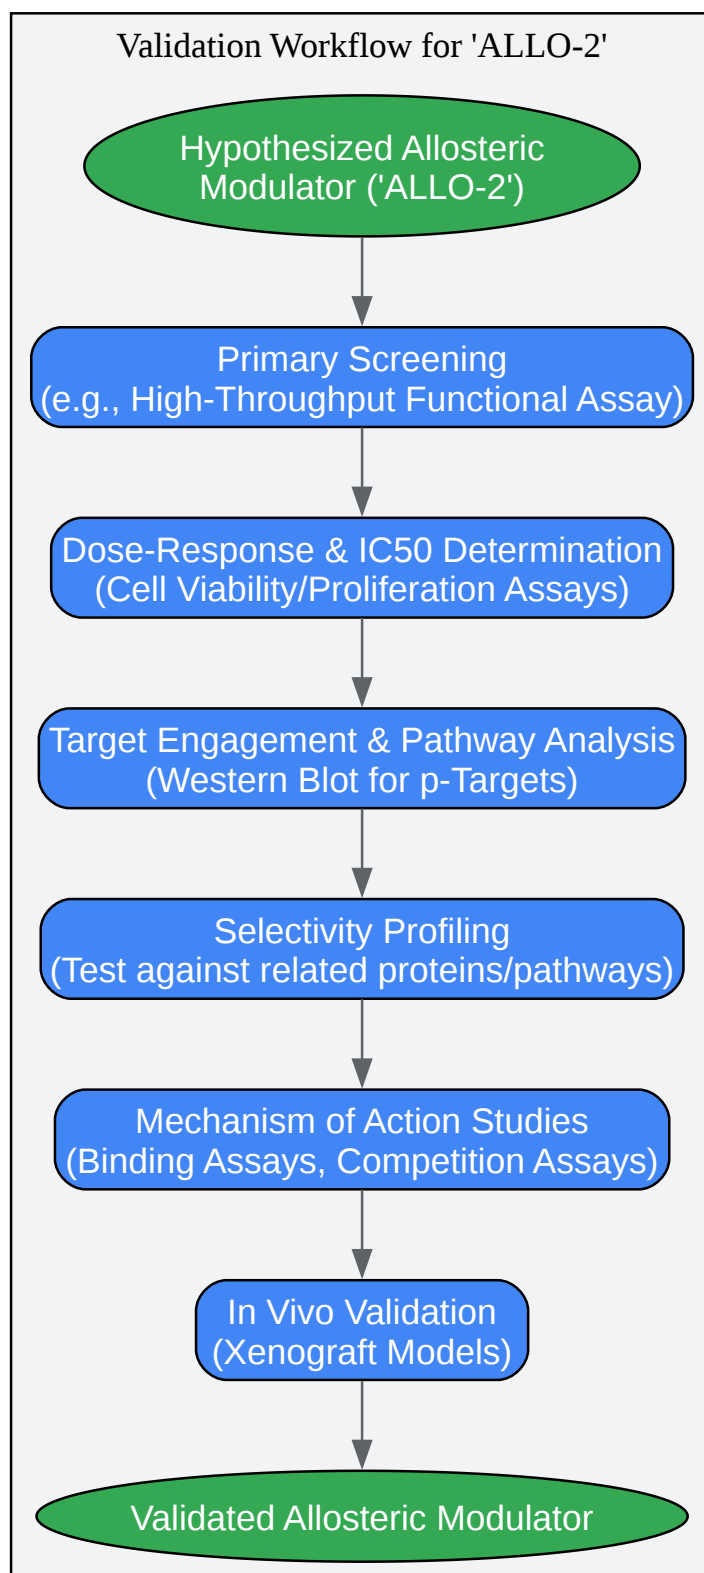 Validation Workflow for 'ALLO-2'
Hypothesized Allosteric
Modulator ('ALLO-2')
Primary Screening
(e.g., High-Throughput Functional Assay)
Dose-Response & IC50 Determination
(Cell Viability/Proliferation Assays)
Target Engagement & Pathway Analysis
(Western Blot for p-Targets)
Selectivity Profiling
(Test against related proteins/pathways)
Mechanism of Action Studies
(Binding Assays, Competition Assays)
In Vivo Validation
(Xenograft Models)
Validated Allosteric Modulator